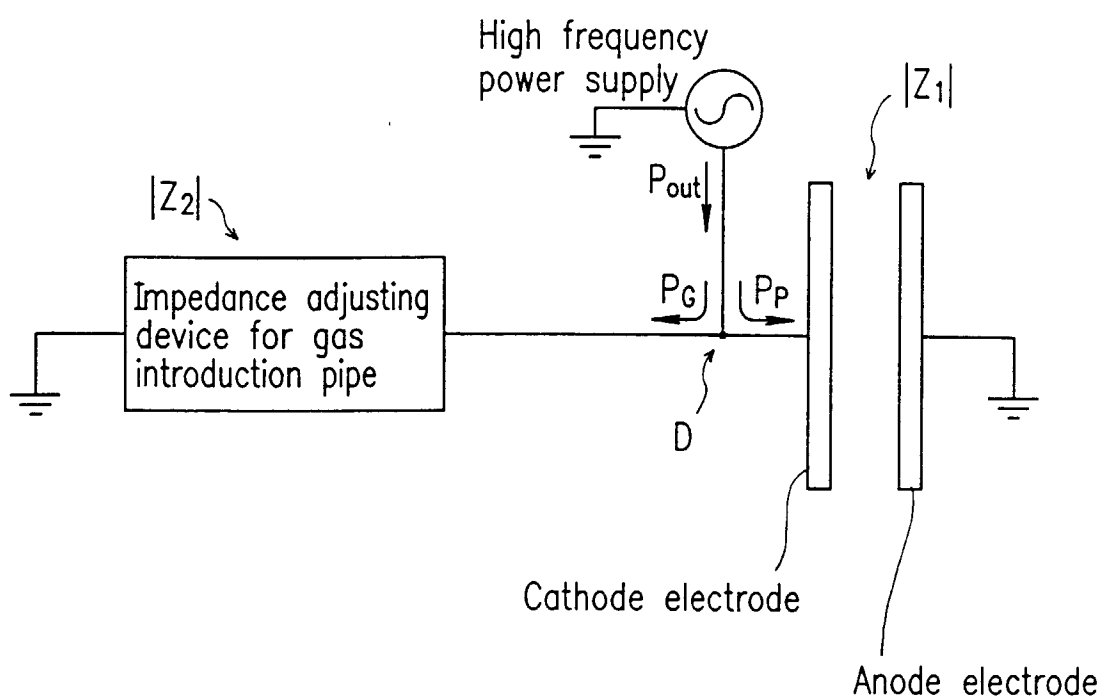 High frequency
power supply
|Z₁|
Pout
|Z₂|
PG
PP
Impedance adjusting
device for gas
introduction pipe
D
Cathode electrode
Anode electrode